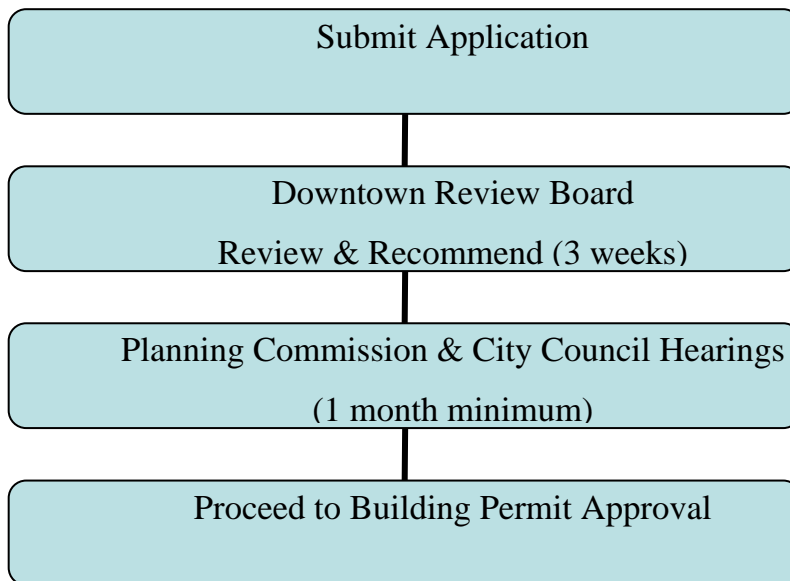 Submit Application
Downtown Review Board
Review & Recommend (3 weeks)
Planning Commission & City Council Hearings
(1 month minimum)
Proceed to Building Permit Approval